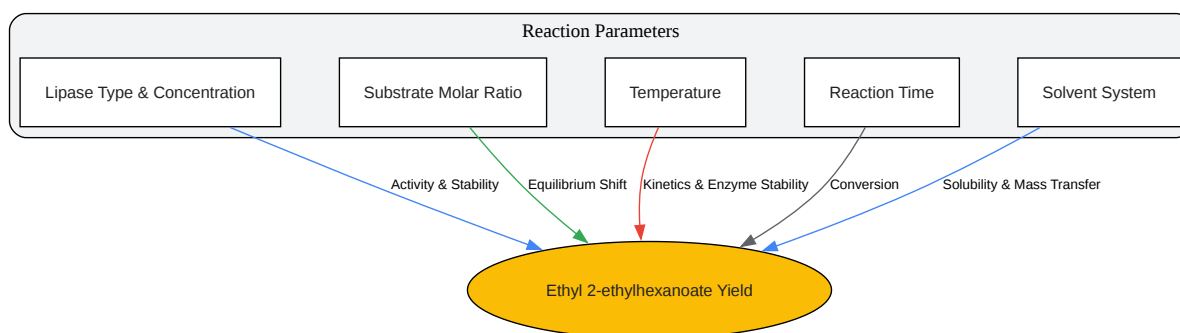 Reaction Parameters
Lipase Type & Concentration
Substrate Molar Ratio
Temperature
Reaction Time
Solvent System
Activity & Stability
Equilibrium Shift
Kinetics & Enzyme Stability
Conversion
Solubility & Mass Transfer
Ethyl 2-ethylhexanoate Yield